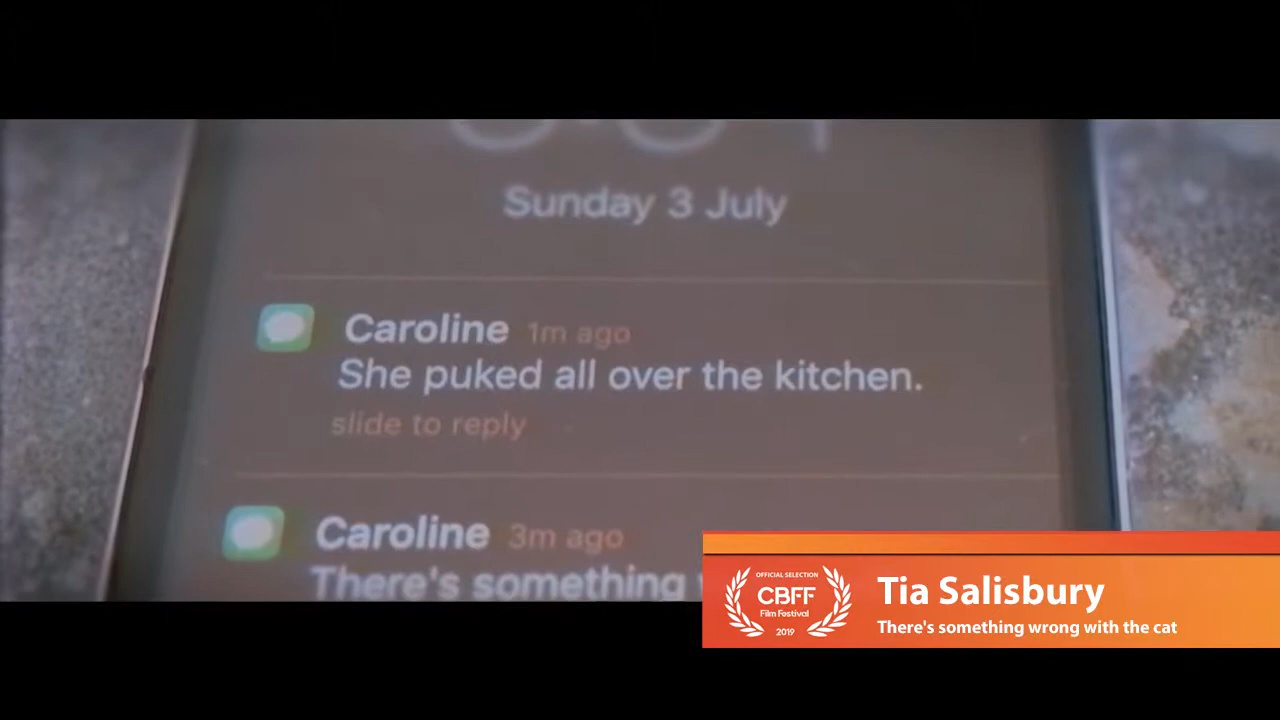 Sunday 3 July
Caroline 1m ago
She puked all over the kitchen.
slide to reply
Caroline 3m ago
There's something
OFFICIAL SELECTION
CBFF
Film Festival
2019
Tia Salisbury
There's something wrong with the cat